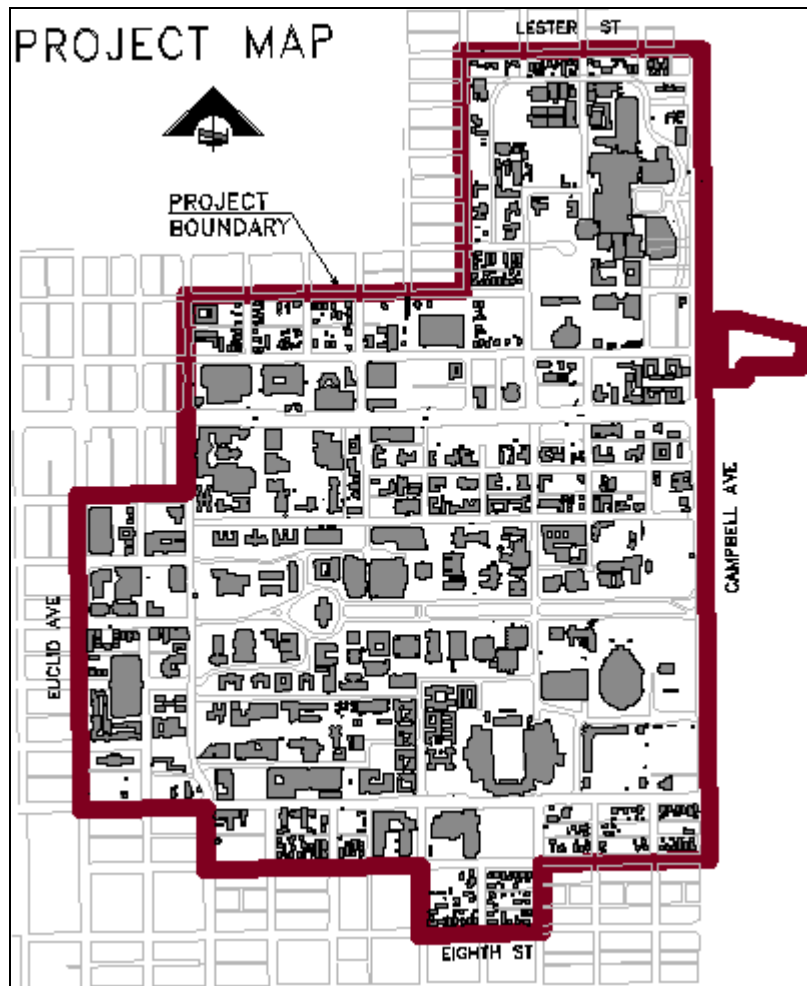 LESTER ST
PROJECT MAP
PROJECT
BOUNDARY
CAMPBELL AVE
EUCLID AVE
EIGHTH ST